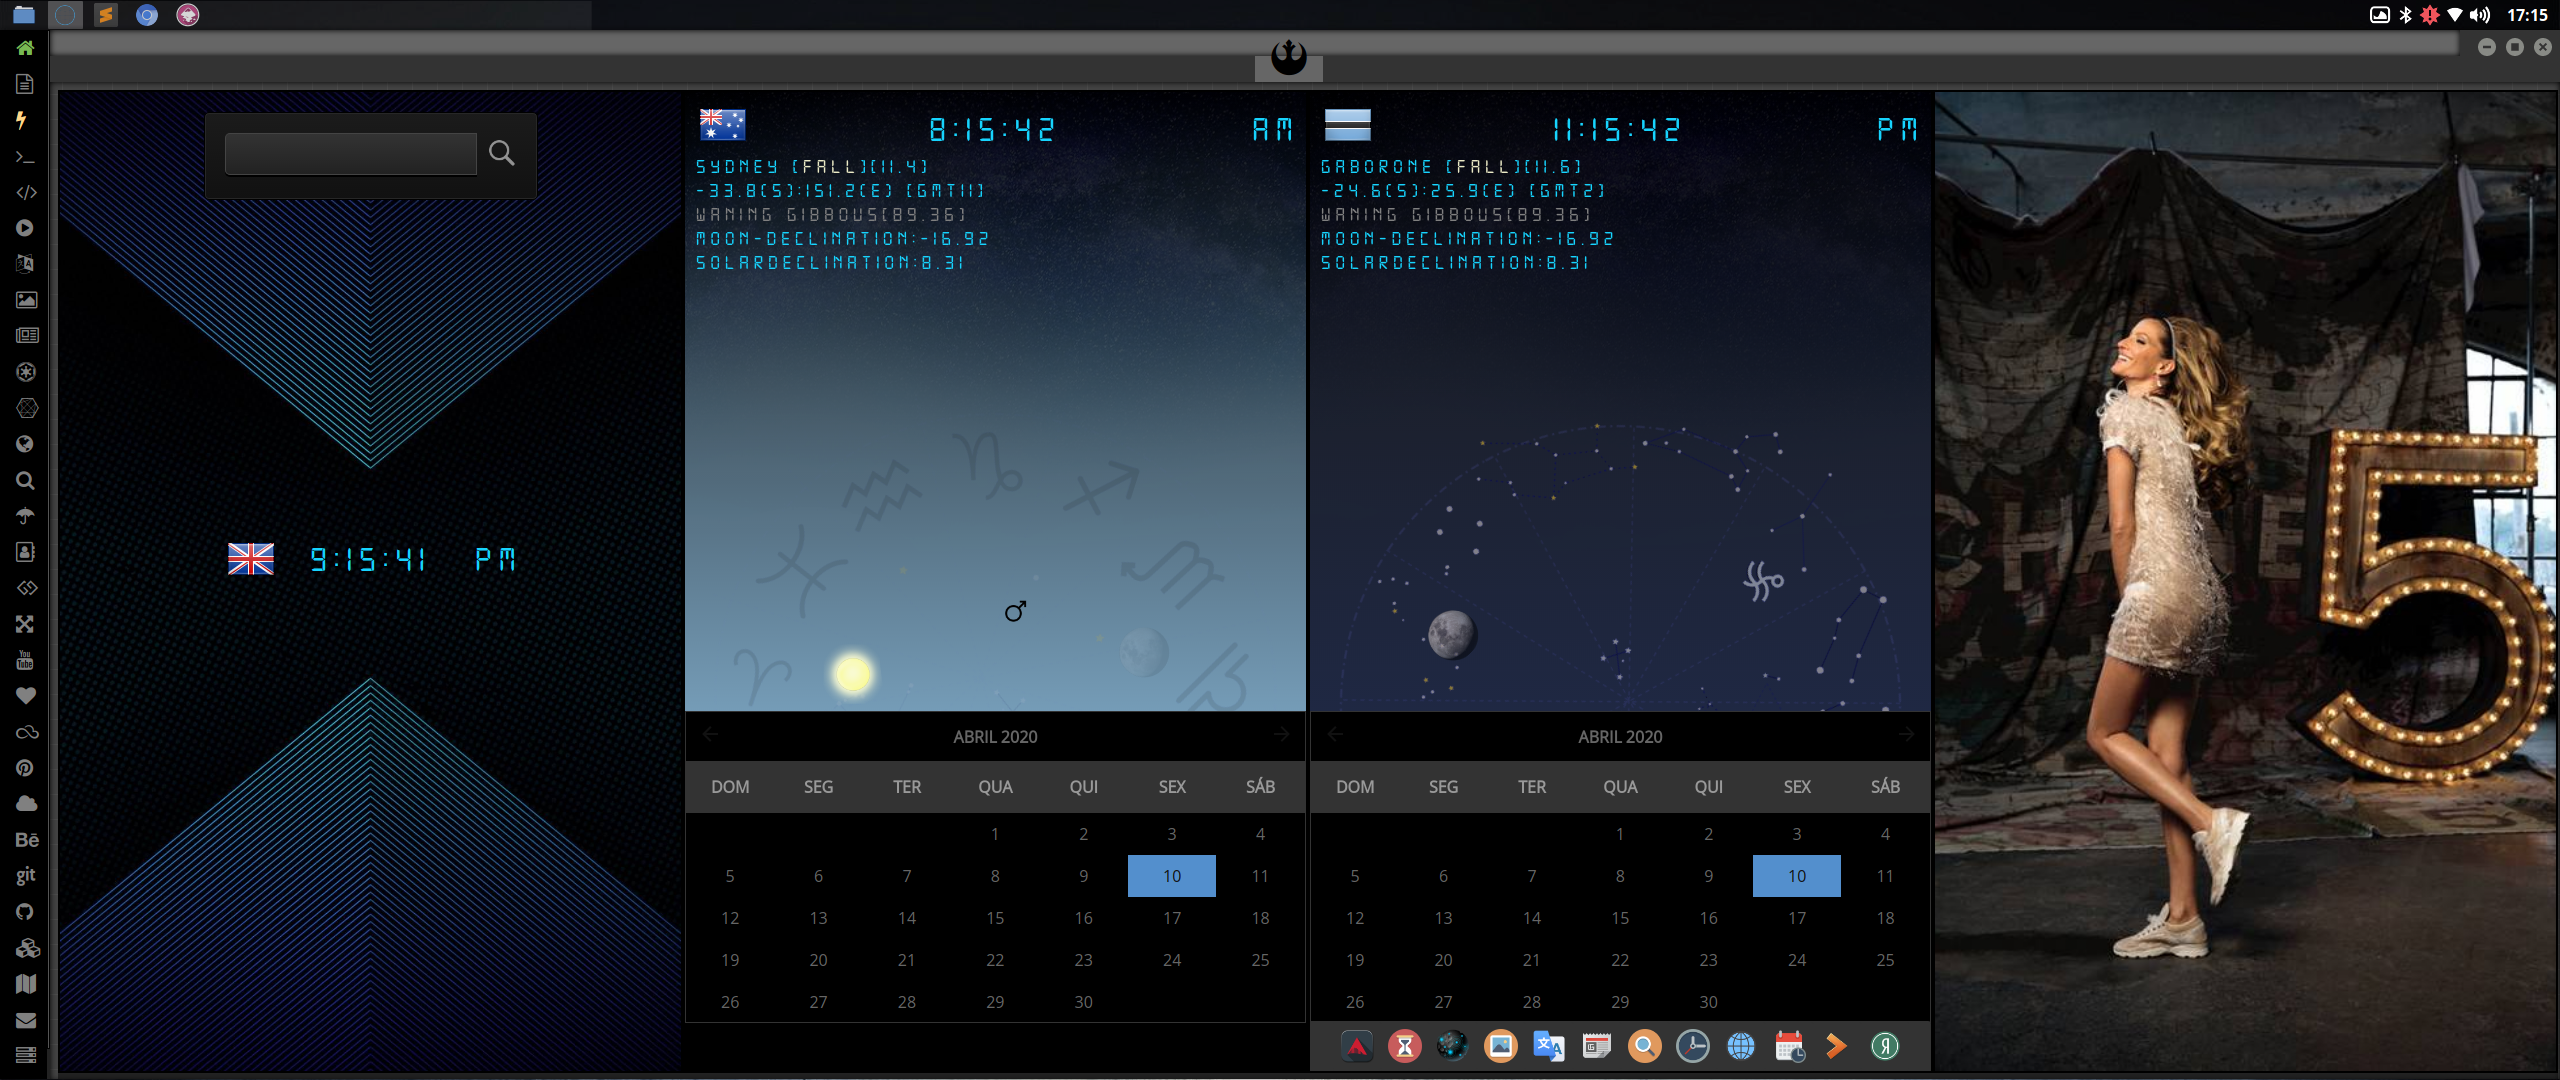 17:15
You
Tube
Bē
git
9:15:41 PM
8:15:42 AM
SYDNEY [FALL][11.4]
-33.8(S):151.2(E) [GMT11]
WANING GIBBOUS[89.36]
MOON-DECLINATION:-16.92
SOLARDECLINATION:8.31
ABRIL 2020
DOM SEG TER QUA QUI SEX SÁB
1 2 3 4
5 6 7 8 9 10 11
12 13 14 15 16 17 18
19 20 21 22 23 24 25
26 27 28 29 30
11:15:42 PM
GABORONE [FALL][11.6]
-24.6(S):25.9(E) [GMT2]
WANING GIBBOUS[89.36]
MOON-DECLINATION:-16.92
SOLARDECLINATION:8.31
ABRIL 2020
DOM SEG TER QUA QUI SEX SÁB
1 2 3 4
5 6 7 8 9 10 11
12 13 14 15 16 17 18
19 20 21 22 23 24 25
26 27 28 29 30
5